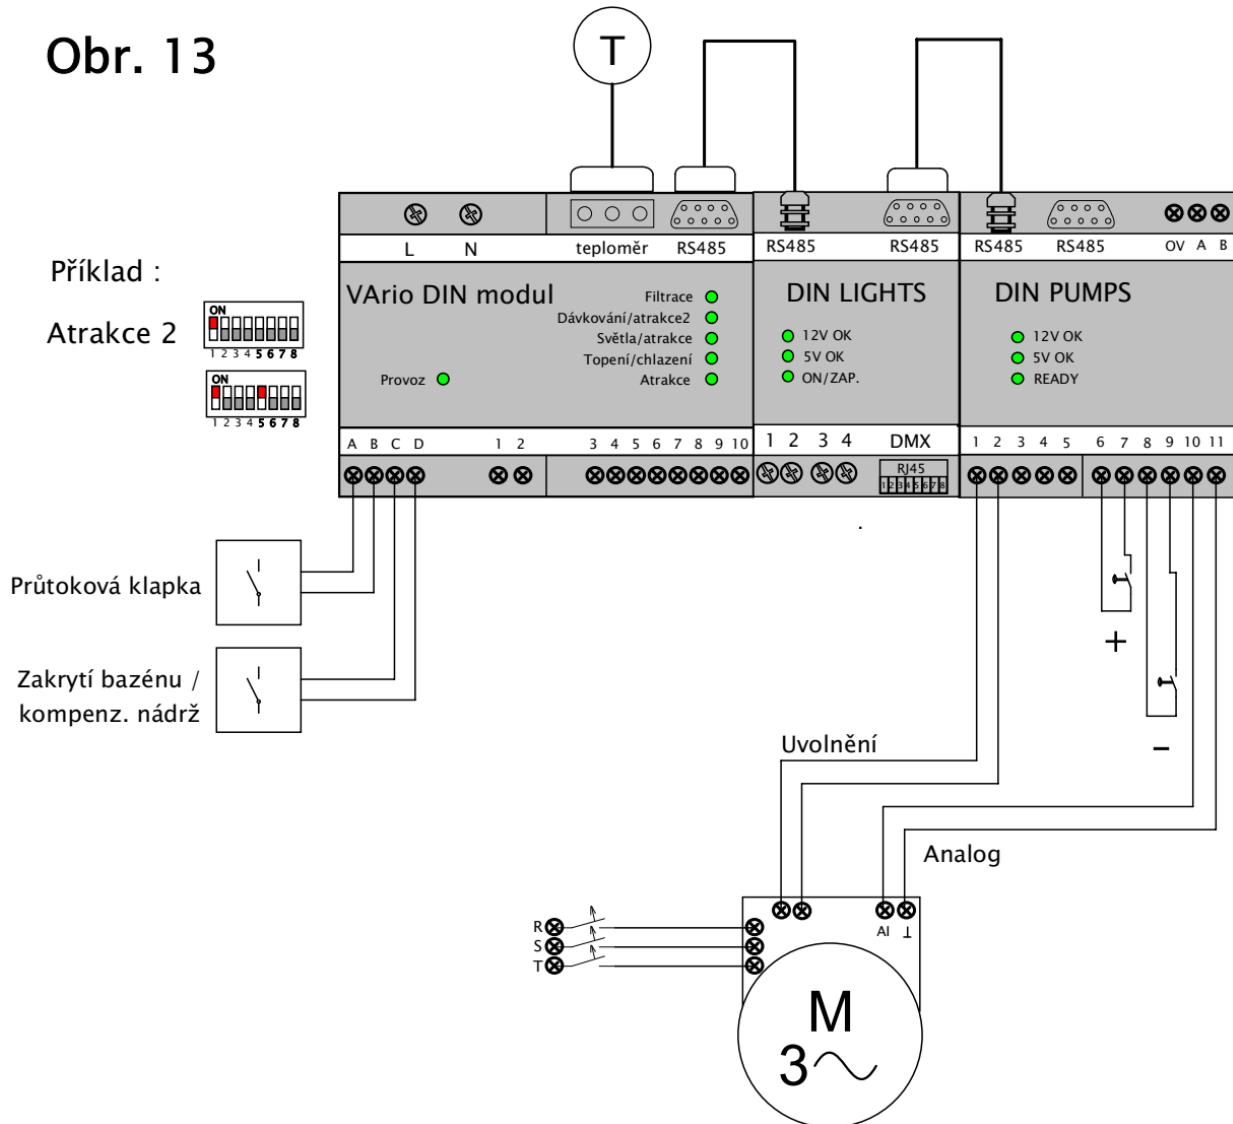 Obr. 13
T
L N teploměr RS485 RS485 RS485 RS485 RS485 OV A B
Příklad :
Atrakce 2
ON
1 2 3 4 5 6 7 8
ON
1 2 3 4 5 6 7 8
VArio DIN modul
Filtrace
Dávkování/atrakce2
Světla/atrakce
Topení/chlazení
Provoz
Atrakce
DIN LIGHTS
12V OK
5V OK
ON/ZAP.
DIN PUMPS
12V OK
5V OK
READY
A B C D 1 2 3 4 5 6 7 8 9 10
1 2 3 4 DMX
RJ45
1 2 3 4 5 6 7 8
1 2 3 4 5 6 7 8 9 10 11
Průtoková klapka
+
Zakrytí bazénu /
kompenz. nádrž
−
Uvolnění
Analog
R
S
T
AI ⊥
M
3~